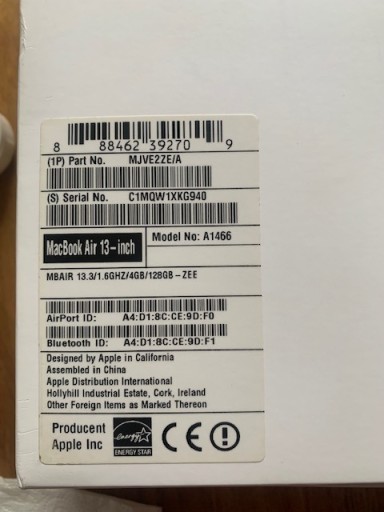 8 88462 39270 9
(1P) Part No. MJVE2ZE/A
(S) Serial No. C1MQW1XKG940
MacBook Air 13-inch
Model No: A1466
MBAIR 13.3/1.6GHZ/4GB/128GB-ZEE
AirPort ID: A4:D1:8C:CE:9D:F0
Bluetooth ID: A4:D1:8C:CE:9D:F1
Designed by Apple in California
Assembled in China
Apple Distribution International
Hollyhill Industrial Estate, Cork, Ireland
Other Foreign Items as Marked Thereon
Producent
Apple Inc
energy
ENERGY STAR
CE